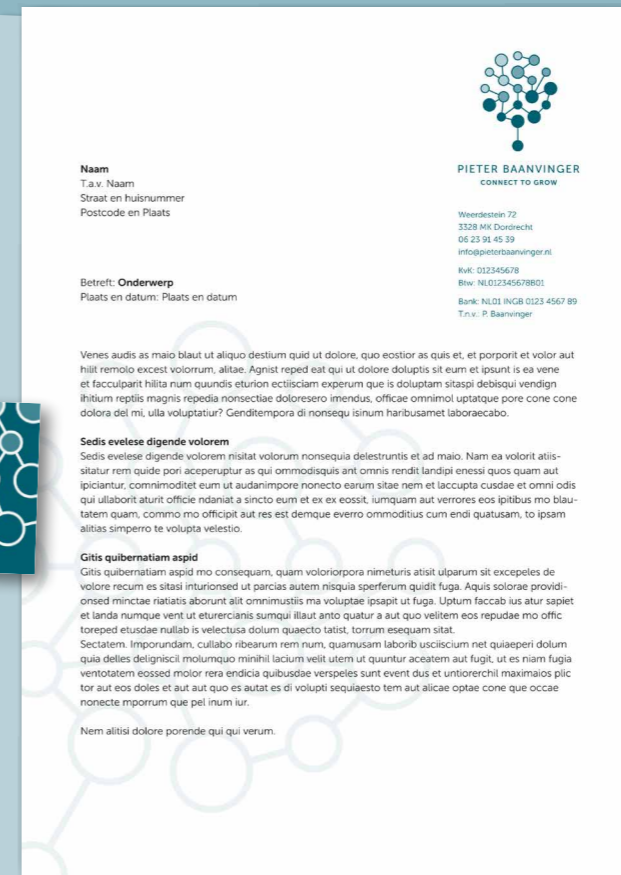 PIETER BAANVINGER
CONNECT TO GROW
Naam
T.a.v. Naam
Straat en huisnummer
Postcode en Plaats
Weerdestein 72
3328 MK Dordrecht
06 23 91 45 39
info@pieterbaanvinger.nl
KvK: 012345678
Btw: NL012345678B01
Bank: NL01 INGB 0123 4567 89
T.n.v.: P. Baanvinger
Betreft: Onderwerp
Plaats en datum: Plaats en datum
Venes audis as maio blaut ut aliquo destium quid ut dolore, quo eostior as quis et, et porporit et volor aut
hilit remolo excest volorrum, alitae. Agnist reped eat qui ut dolore doluptis sit eum et ipsunt is ea vene
et facculparit hilita num quundis eturion ectiisciam experum que is doluptam sitaspi debisqui vendign
ihitium reptiis magnis repedia nonsectiae doloresero imendus, officae omnimol uptatque pore cone cone
dolora del mi, ulla voluptatiur? Genditempora di nonsequ isinum haribusamet laboraecabo.
Sedis evelese digende volorem
Sedis evelese digende volorem nisitat volorum nonsequia delestruntis et ad maio. Nam ea volorit atiis-
sitatur rem quide pori aceperuptur as qui ommodisquis ant omnis rendit landipi enessi quos quam aut
ipiciantur, comnimoditet eum ut audanimpore nonecto earum sitae nem et laccupta cusdae et omni odis
qui ullaborit aturit officie ndaniat a sincto eum et ex ex eossit, iumquam aut verrores eos ipitibus mo blau-
tatem quam, commo mo officipit aut res est demque everro ommoditius cum endi quatusam, to ipsam
alitias simperro te volupta velestio.
Gitis quibernatiam aspid
Gitis quibernatiam aspid mo consequam, quam voloriorpora nimeturis atisit ulparum sit excepeles de
volore recum es sitasi inturionsed ut parcias autem nisquia sperferum quidit fuga. Aquis solorae providi-
onsed minctae riatiatis aborunt alit omnimustiis ma voluptae ipsapit ut fuga. Uptum faccab ius atur sapiet
et landa numque vent ut eturercianis sumqui illaut anto quatur a aut quo velitem eos repudae mo offic
toreped etusdae nullab is velectusa dolum quaecto tatist, torrum esequam sitat.
Sectatem. Imporundam, cullabo ribearum rem num, quamusam laborib usciiscium net quiaeperi dolum
quia delles deligniscil molumquo minihil lacium velit utem ut quuntur aceatem aut fugit, ut es niam fugia
ventotatem eossed molor rera endicia quibusdae verspeles sunt event dus et untiorerchil maximaios plic
tor aut eos doles et aut aut quo es autat es di volupti sequiaesto tem aut alicae optae cone que occae
nonecte mporrum que pel inum iur.
Nem alitisi dolore porende qui qui verum.